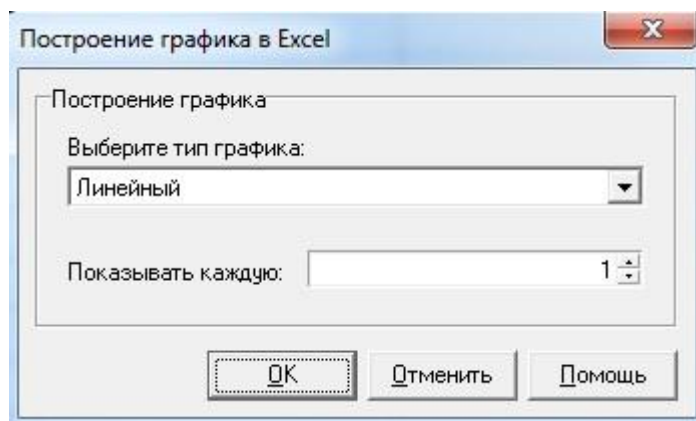 Построение графика в Excel
Построение графика
Выберите тип графика:
Линейный
Показывать каждую: 1
OK Отменить Помощь